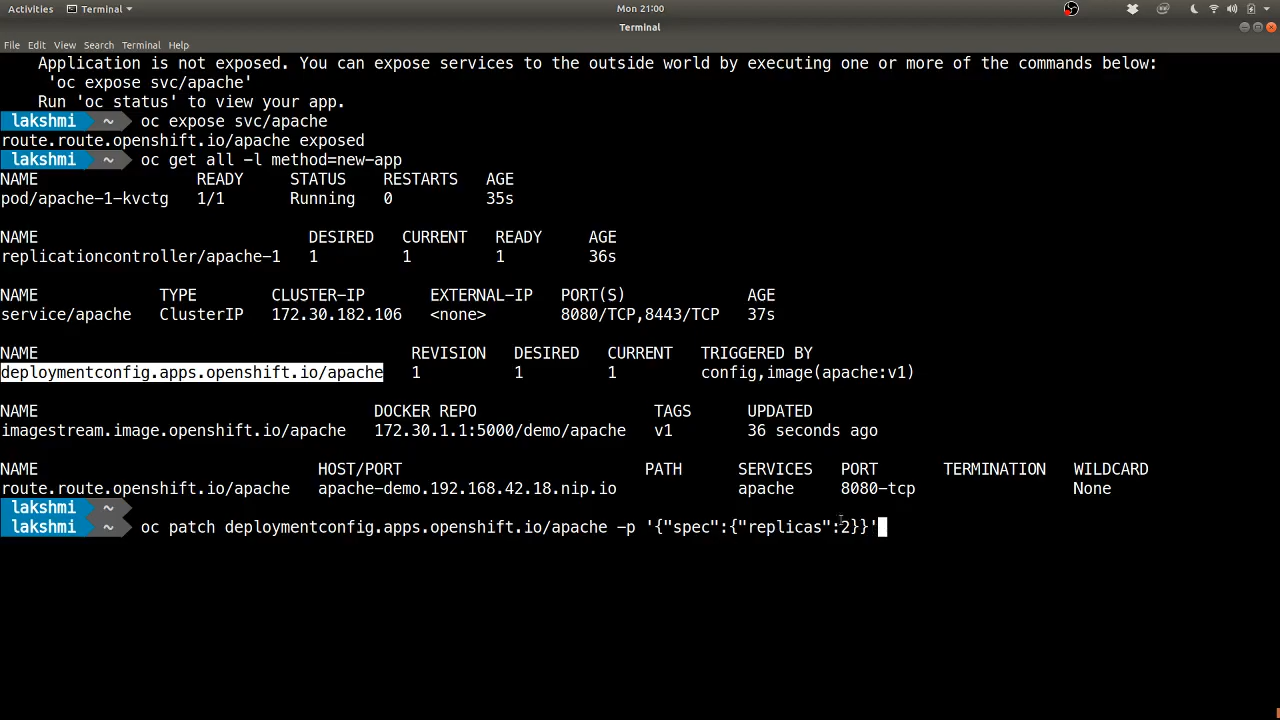 Activities Terminal Mon 21:00
Terminal
File Edit View Search Terminal Help
Application is not exposed. You can expose services to the outside world by executing one or more of the commands below:
'oc expose svc/apache'
Run 'oc status' to view your app.
lakshmi ~ oc expose svc/apache
route.route.openshift.io/apache exposed
lakshmi ~ oc get all -l method=new-app
NAME READY STATUS RESTARTS AGE
pod/apache-1-kvctg 1/1 Running 0 35s
NAME DESIRED CURRENT READY AGE
replicationcontroller/apache-1 1 1 1 36s
NAME TYPE CLUSTER-IP EXTERNAL-IP PORT(S) AGE
service/apache ClusterIP 172.30.182.106 <none> 8080/TCP,8443/TCP 37s
NAME REVISION DESIRED CURRENT TRIGGERED BY
deploymentconfig.apps.openshift.io/apache 1 1 1 config,image(apache:v1)
NAME DOCKER REPO TAGS UPDATED
imagestream.image.openshift.io/apache 172.30.1.1:5000/demo/apache v1 36 seconds ago
NAME HOST/PORT PATH SERVICES PORT TERMINATION WILDCARD
route.route.openshift.io/apache apache-demo.192.168.42.18.nip.io apache 8080-tcp None
lakshmi ~
lakshmi ~ oc patch deploymentconfig.apps.openshift.io/apache -p '{"spec":{"replicas":2}}'